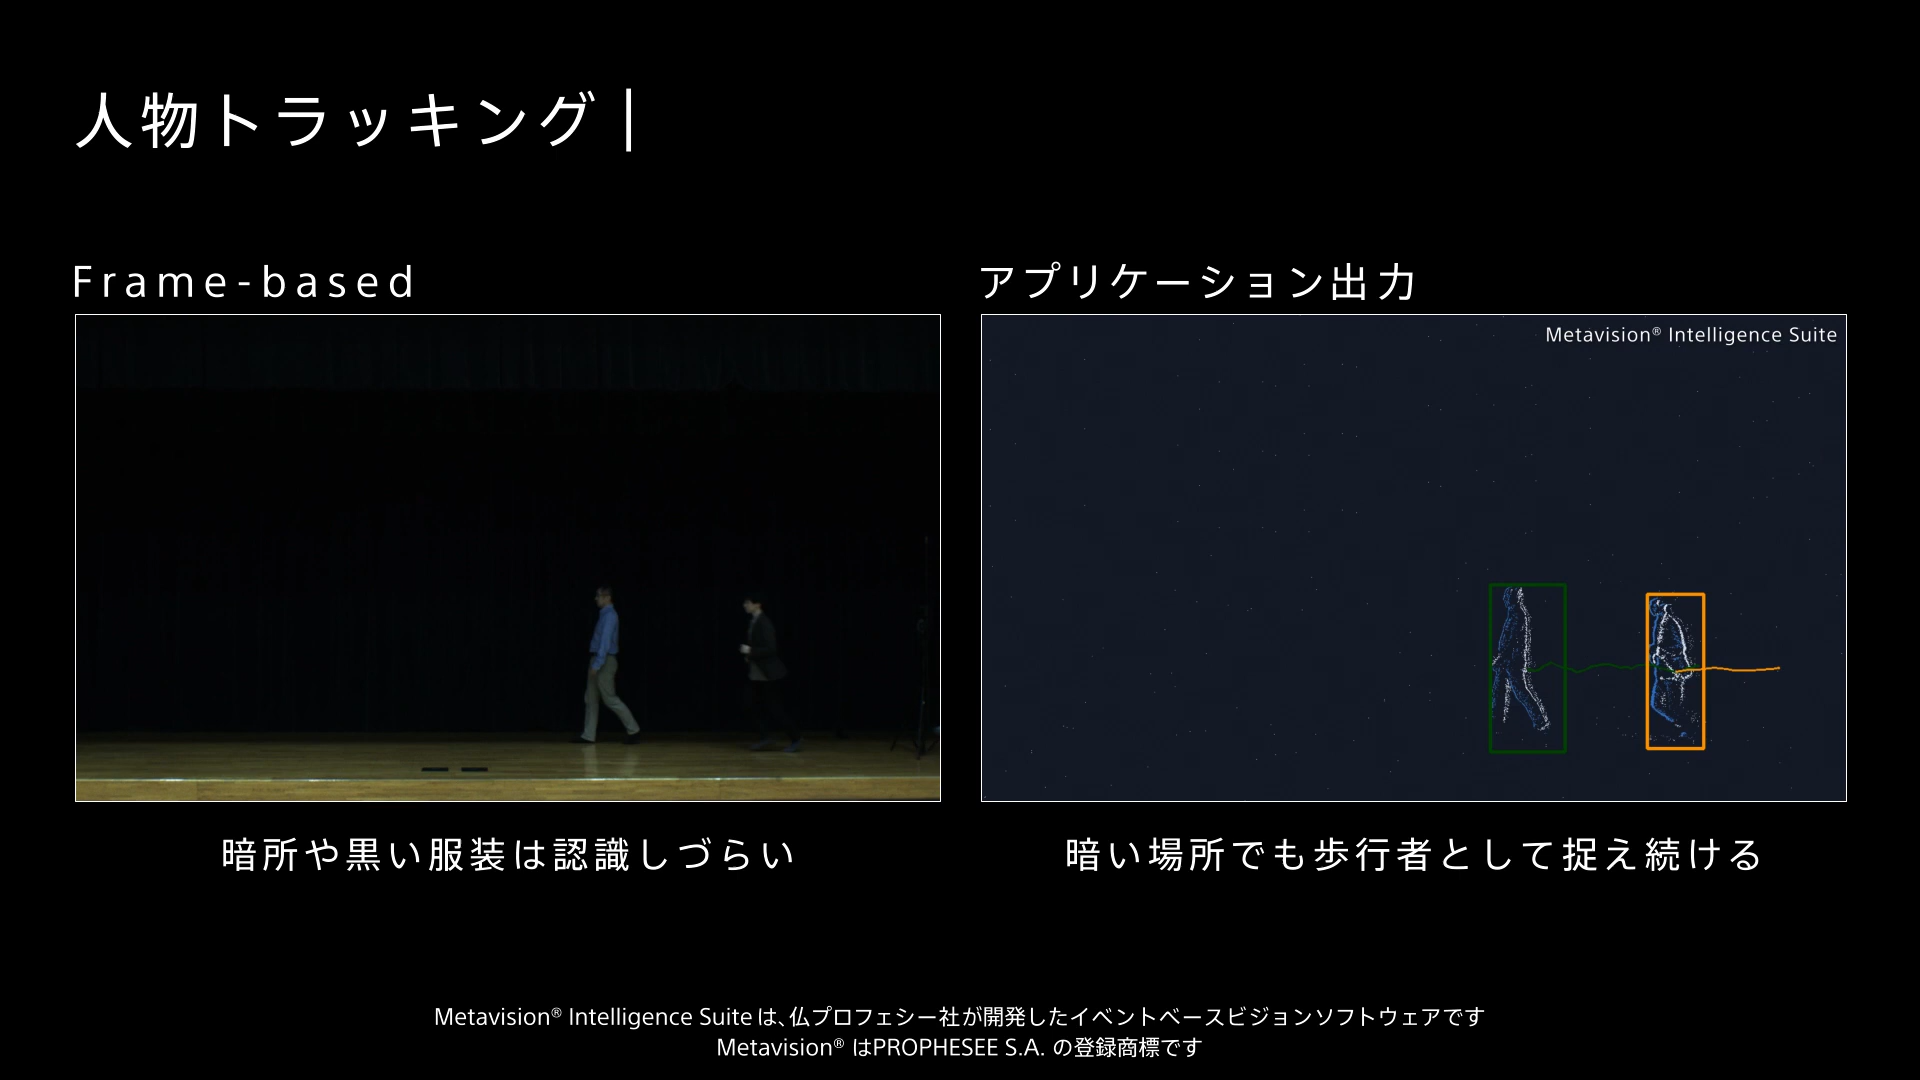 人物トラッキング|
Frame-based
アプリケーション出力
Metavision® Intelligence Suite
暗所や黒い服装は認識しづらい
暗い場所でも歩行者として捉え続ける
Metavision® Intelligence Suite は、仏プロフェシー社が開発したイベントベースビジョンソフトウェアです
Metavision® はPROPHESEE S.A. の登録商標です